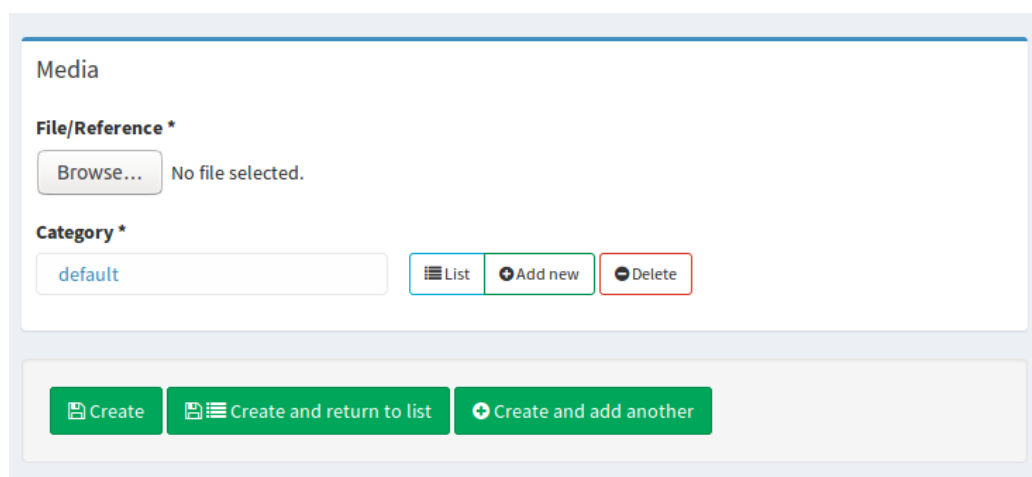 Media
File/Reference *
Browse... No file selected.
Category *
default List Add new Delete
Create Create and return to list Create and add another